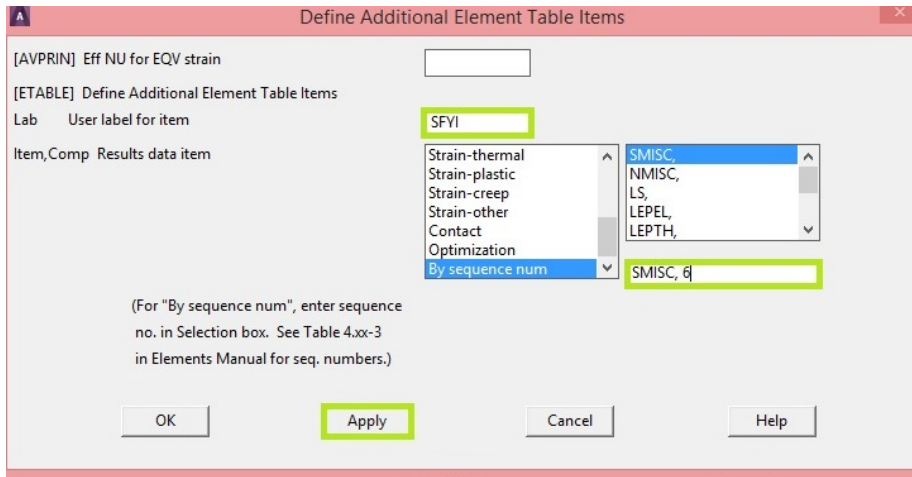 Define Additional Element Table Items
[AVPRIN] Eff NU for EQV strain
[ETABLE] Define Additional Element Table Items
Lab User label for item SFYI
Item,Comp Results data item
Strain-thermal
Strain-plastic
Strain-creep
Strain-other
Contact
Optimization
By sequence num
SMISC,
NMISC,
LS,
LEPEL,
LEPTH,
SMISC, 6
(For "By sequence num", enter sequence
no. in Selection box. See Table 4.xx-3
in Elements Manual for seq. numbers.)
OK Apply Cancel Help